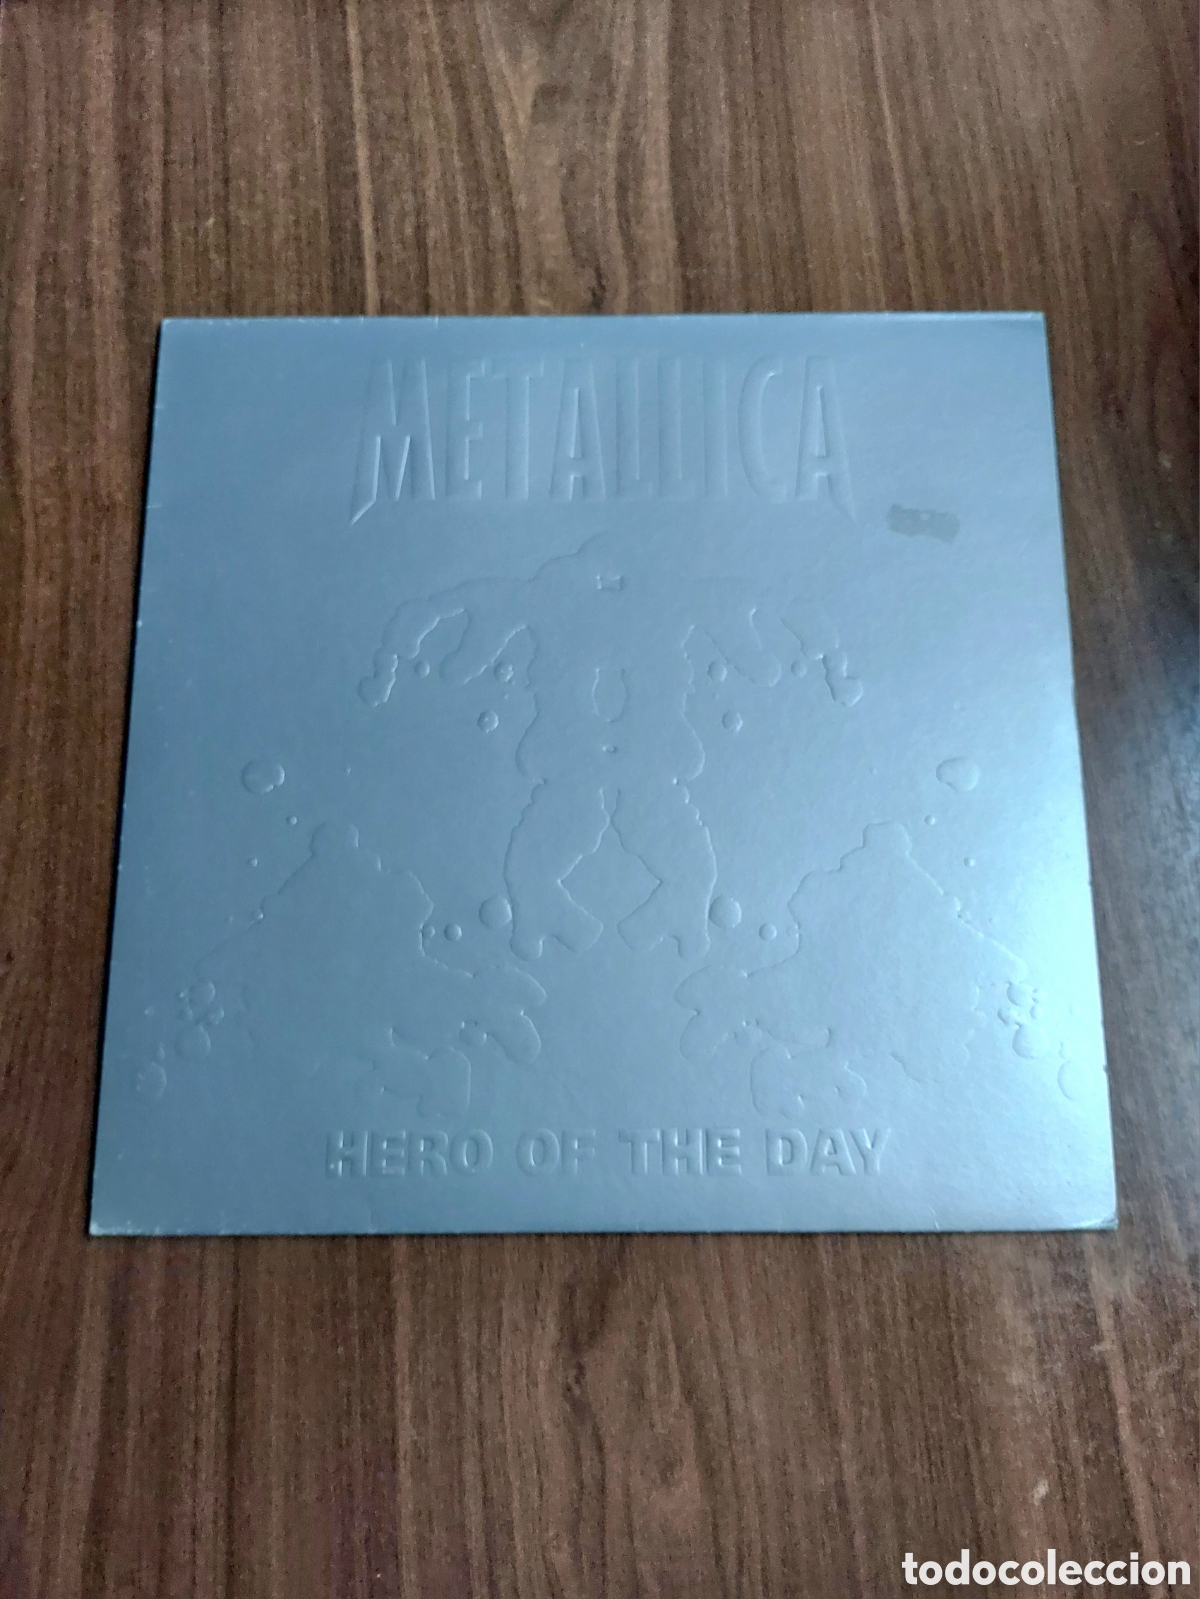 METALLICA
HERO OF THE DAY
todocoleccion